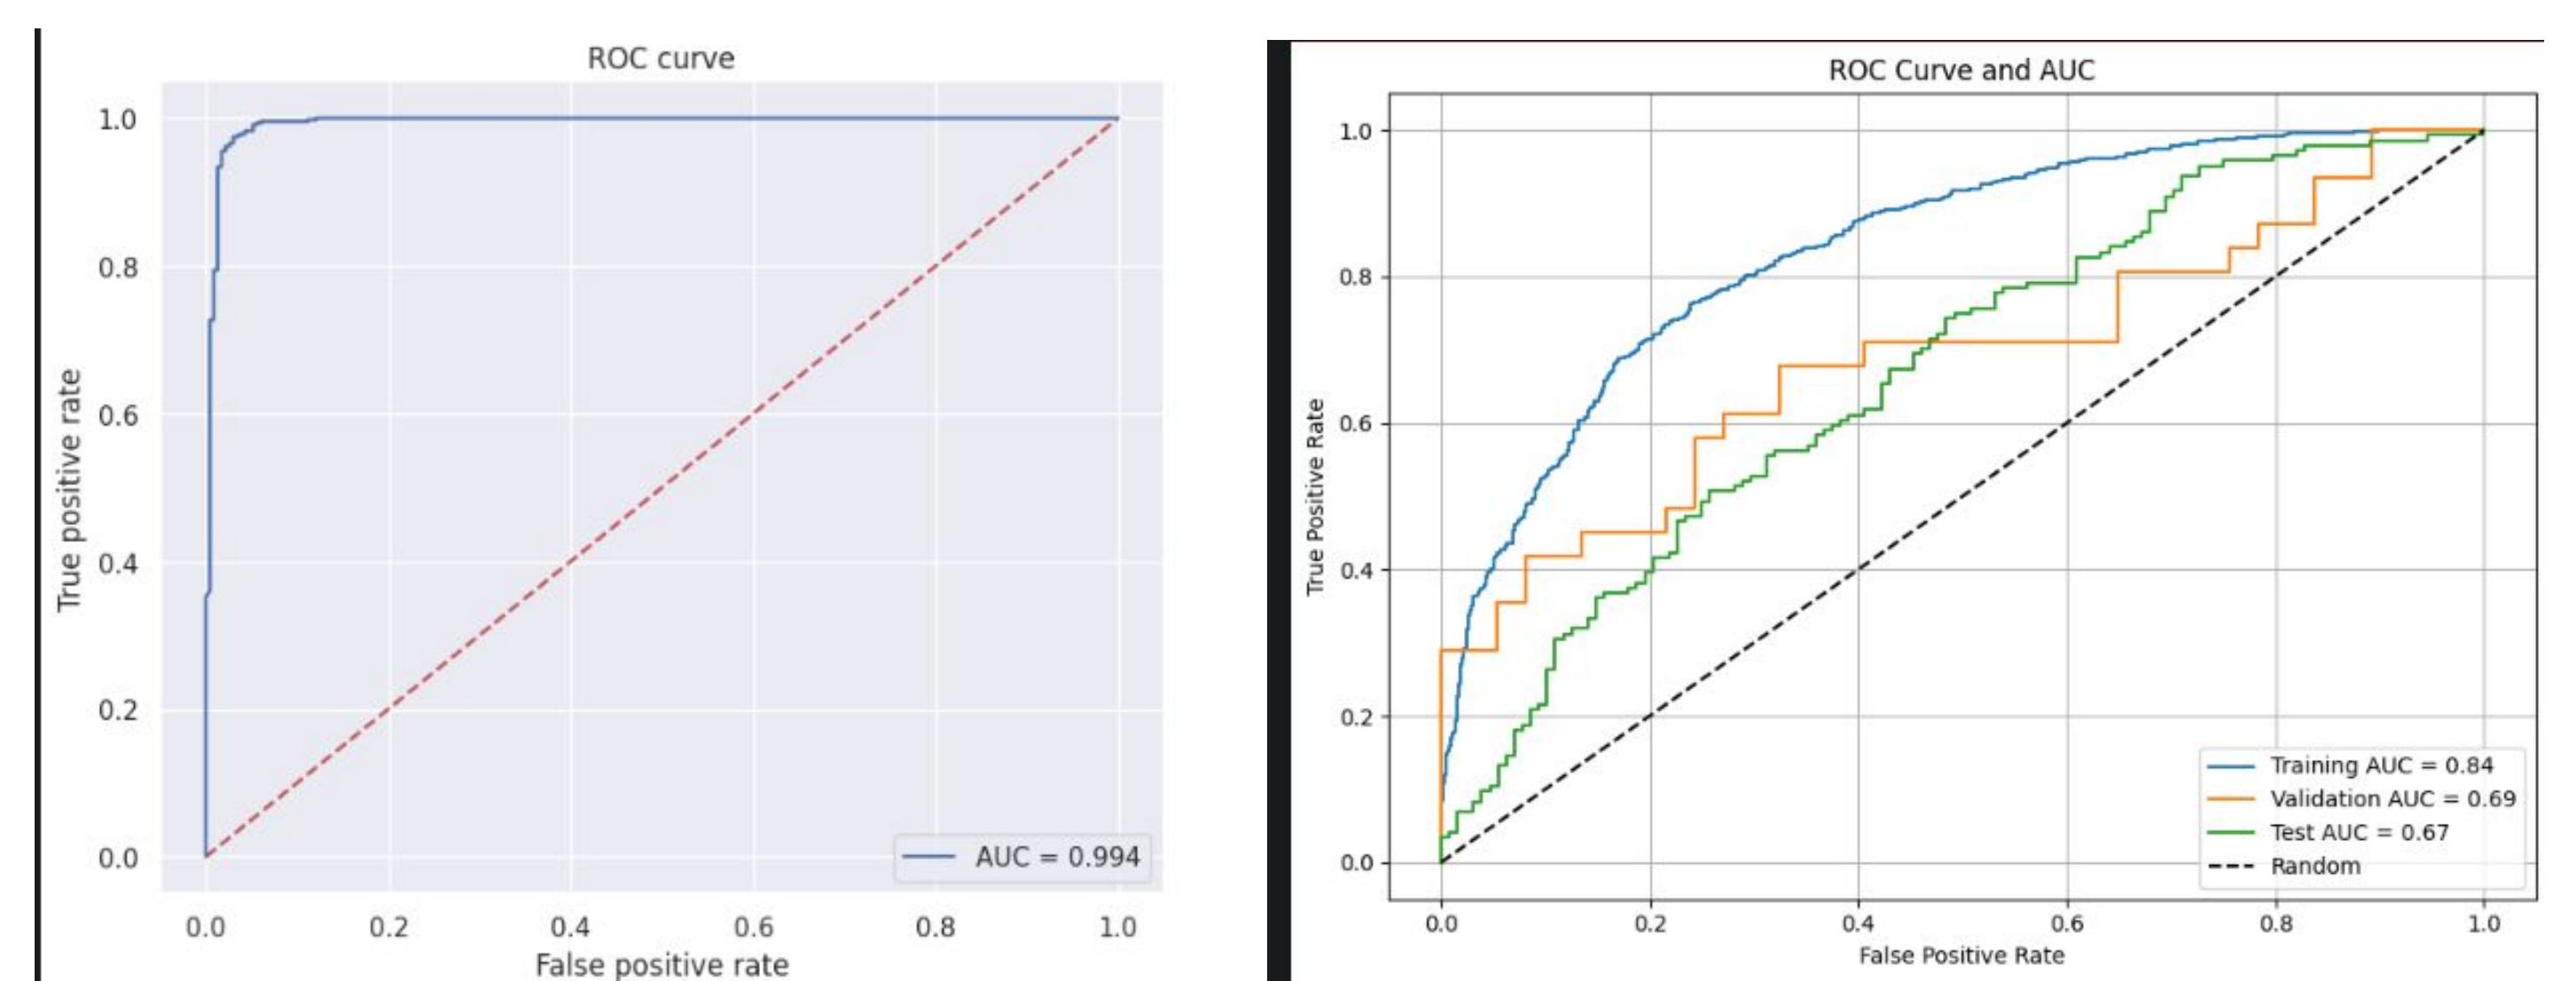 ROC curve
True positive rate
1.0
0.8
0.6
0.4
0.2
0.0
AUC = 0.994
0.0 0.2 0.4 0.6 0.8 1.0
False positive rate
ROC Curve and AUC
True Positive Rate
1.0
0.8
0.6
0.4
0.2
0.0
Training AUC = 0.84
Validation AUC = 0.69
Test AUC = 0.67
Random
0.0 0.2 0.4 0.6 0.8 1.0
False Positive Rate